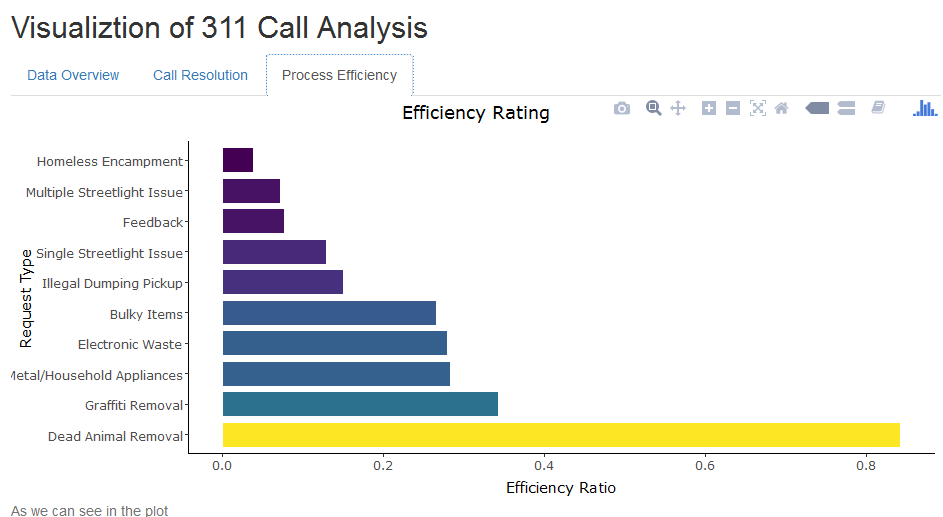 Visualiztion of 311 Call Analysis
Data Overview Call Resolution Process Efficiency
Efficiency Rating
Homeless Encampment
Multiple Streetlight Issue
Feedback
Single Streetlight Issue
Illegal Dumping Pickup
Bulky Items
Electronic Waste
Metal/Household Appliances
Graffiti Removal
Dead Animal Removal
Request Type
0.0 0.2 0.4 0.6 0.8
Efficiency Ratio
As we can see in the plot